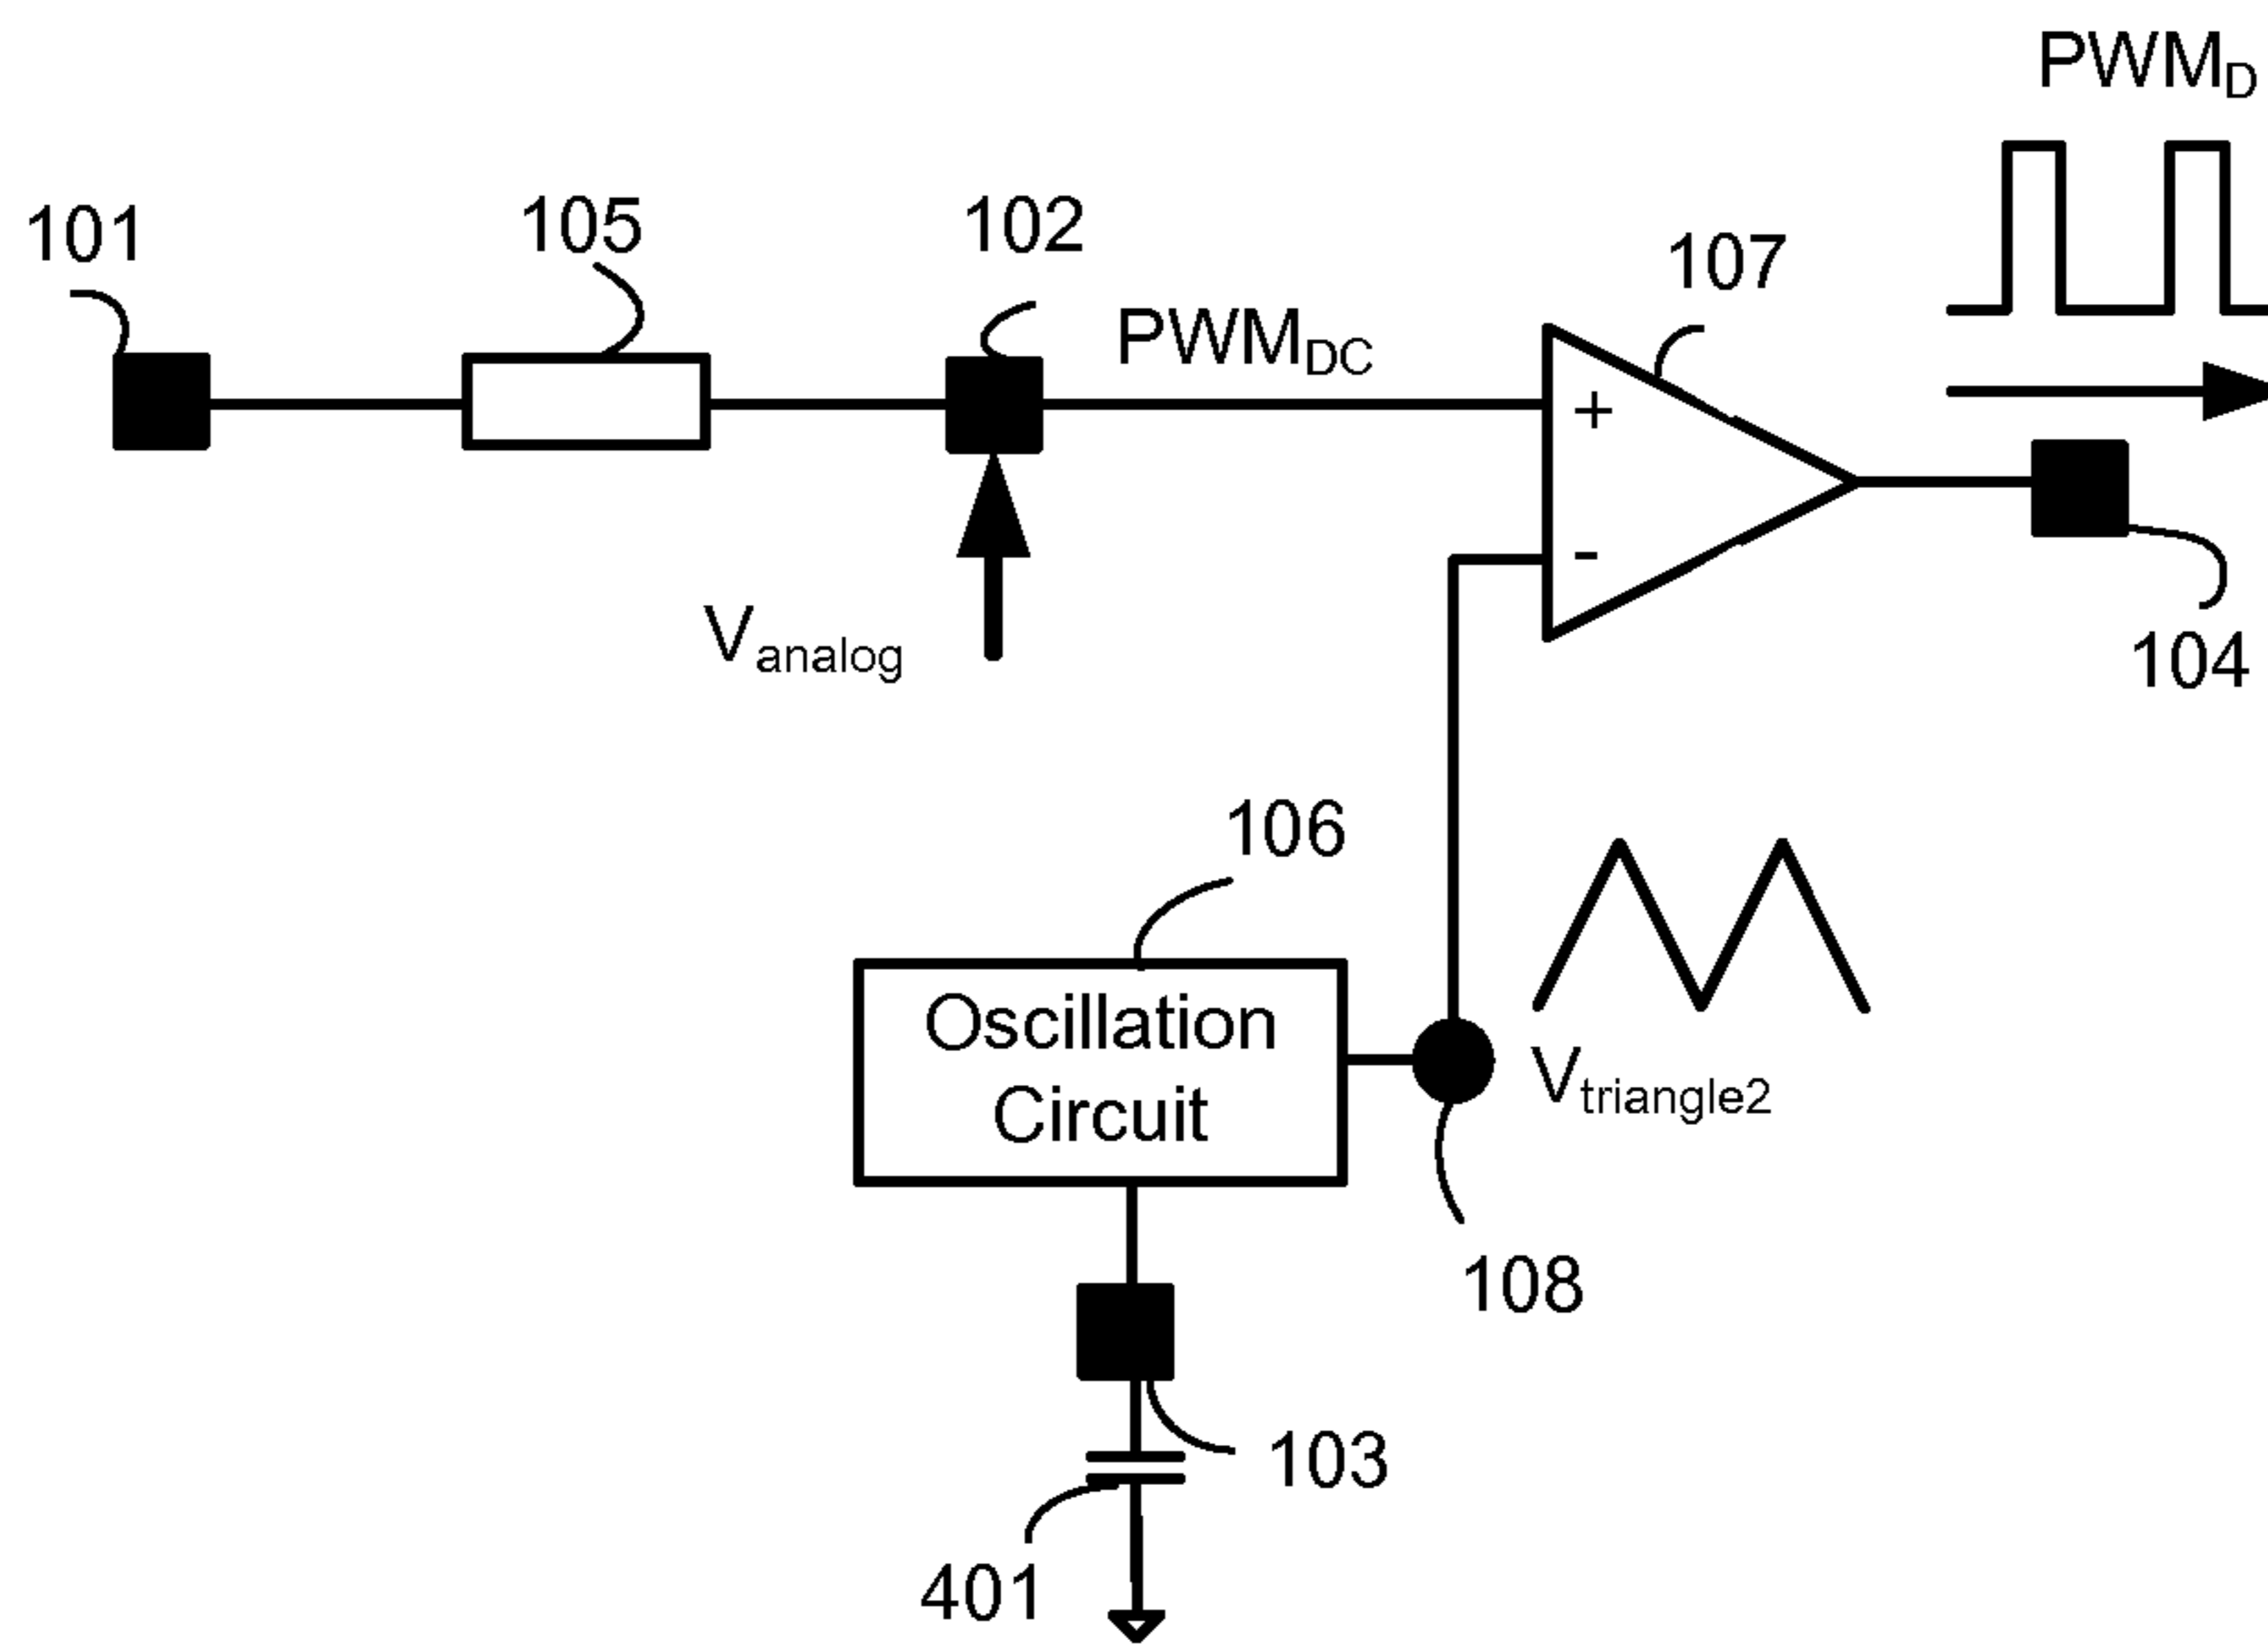 PWMD
101
105
102
107
PWMDC
+
-
Vanalog
104
106
Oscillation
Circuit
Vtriangle2
108
103
401